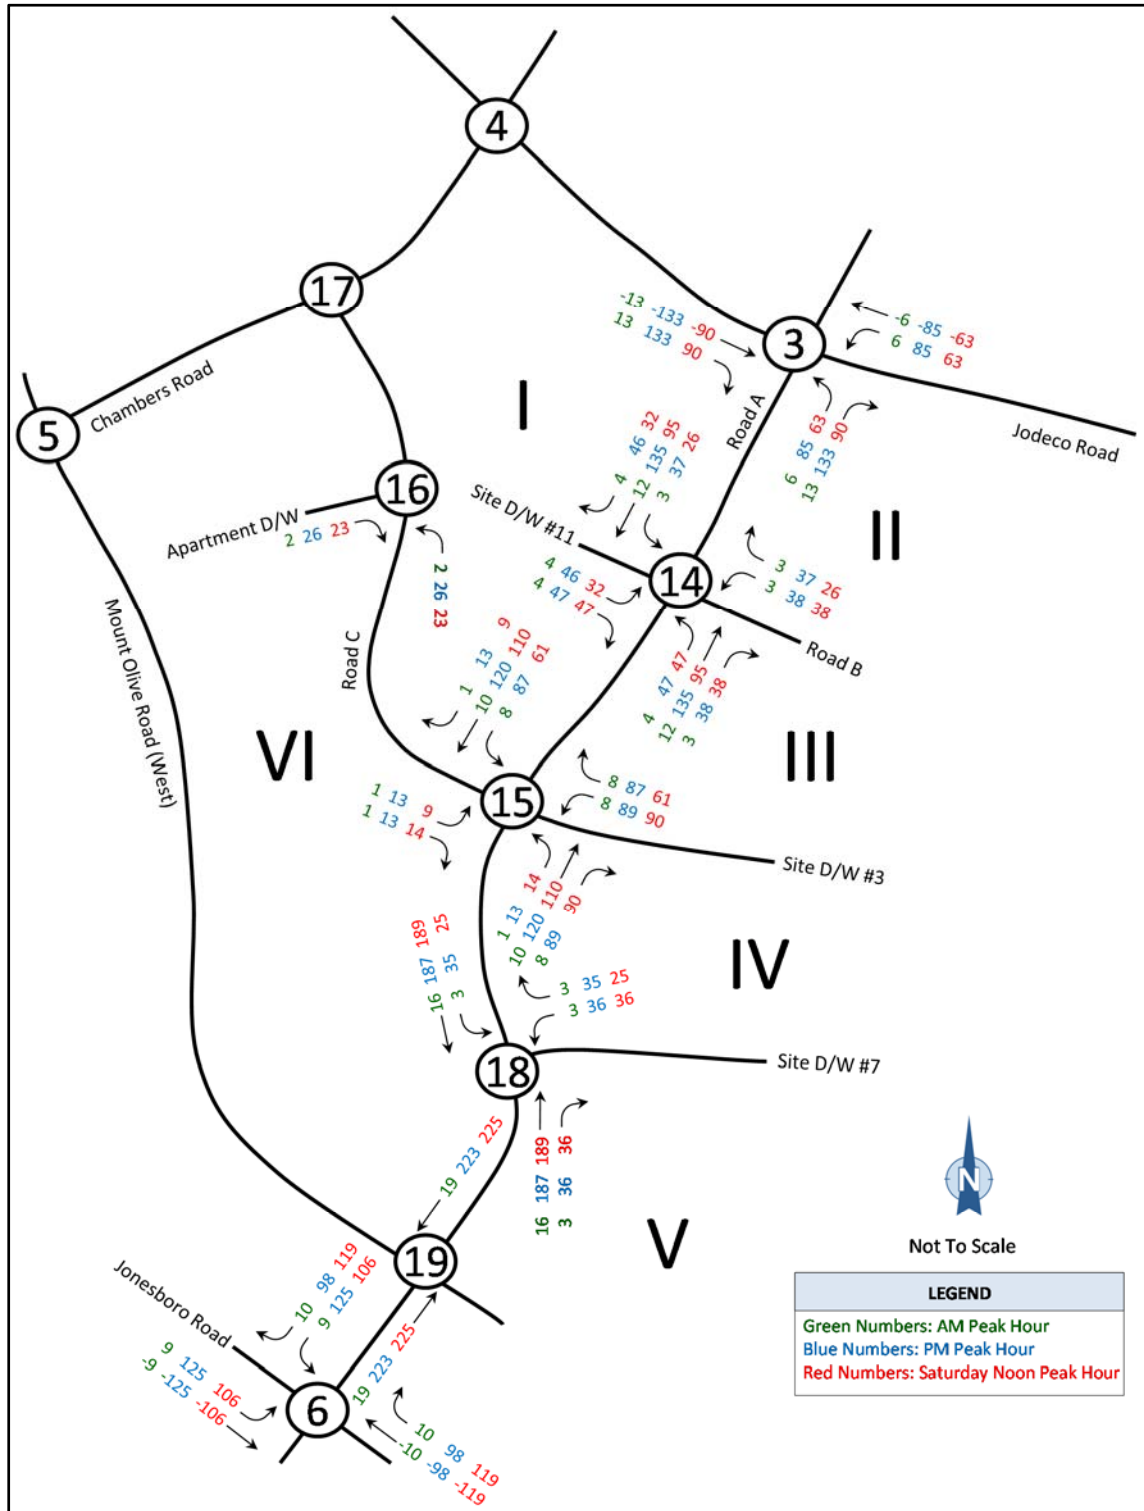 4
17
-13 -133 -90
13 133 90
3
-6 -85 -63
6 85 63
Chambers Road
I
Road A
5
Jodeco Road
6 85 63
13 133 90
4 46 32
12 135 95
3 37 26
16
Apartment D/W
2 26 23
Site D/W #11
II
4 46 32
4 47 47
14
3 37 26
3 38 38
2 26 23
Road B
Mount Olive Road (West)
Road C
1 13 9
10 120 110
8 87 61
4 47 47
12 135 95
3 38 38
VI
III
1 13 9
1 13 14
15
8 87 61
8 89 90
Site D/W #3
1 13 14
10 120 110
8 89 90
16 187 189
3 35 25
IV
3 35 25
3 36 36
18
Site D/W #7
19 223 225
16 187 189
3 36 36
V
N
Not To Scale
19
10 98 119
9 125 106
Jonesboro Road
LEGEND
Green Numbers: AM Peak Hour
Blue Numbers: PM Peak Hour
Red Numbers: Saturday Noon Peak Hour
9 125 106
-9 -125 -106
6
19 223 225
10 98 119
-10 -98 -119